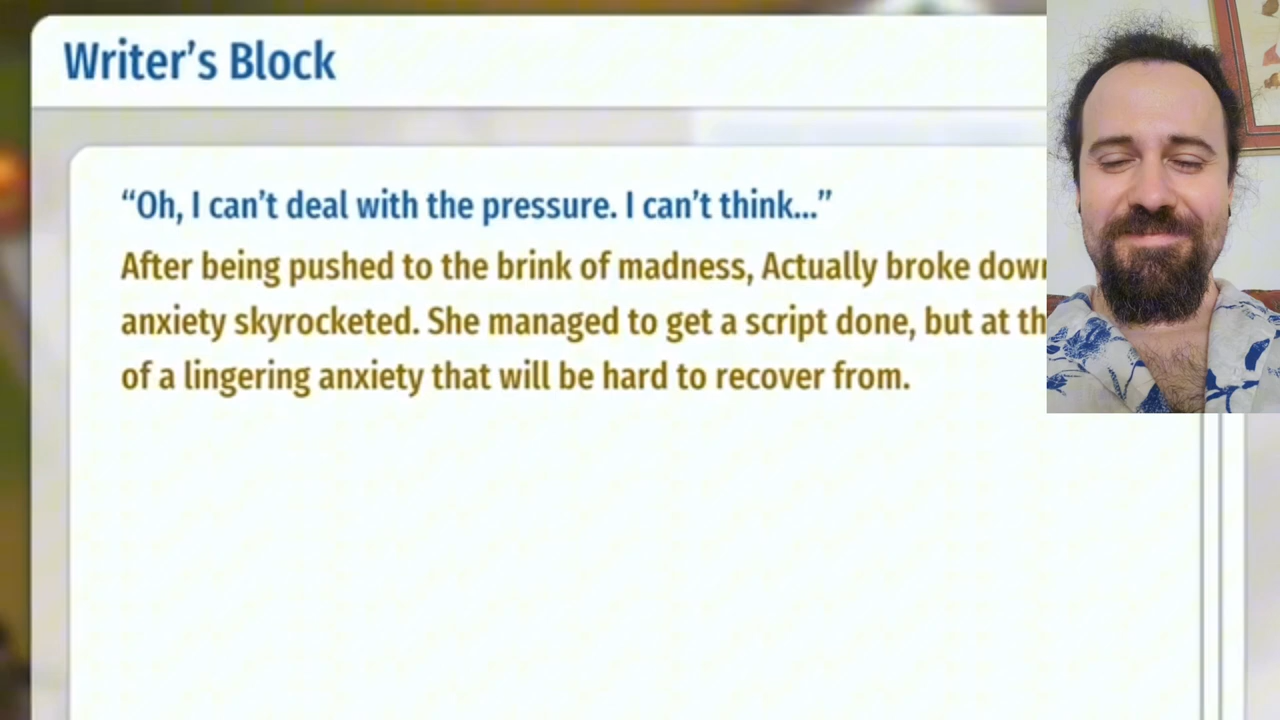 Writer’s Block
“Oh, I can’t deal with the pressure. I can’t think...”
After being pushed to the brink of madness, Actually broke
anxiety skyrocketed. She managed to get a script done, but at
of a lingering anxiety that will be hard to recover from.